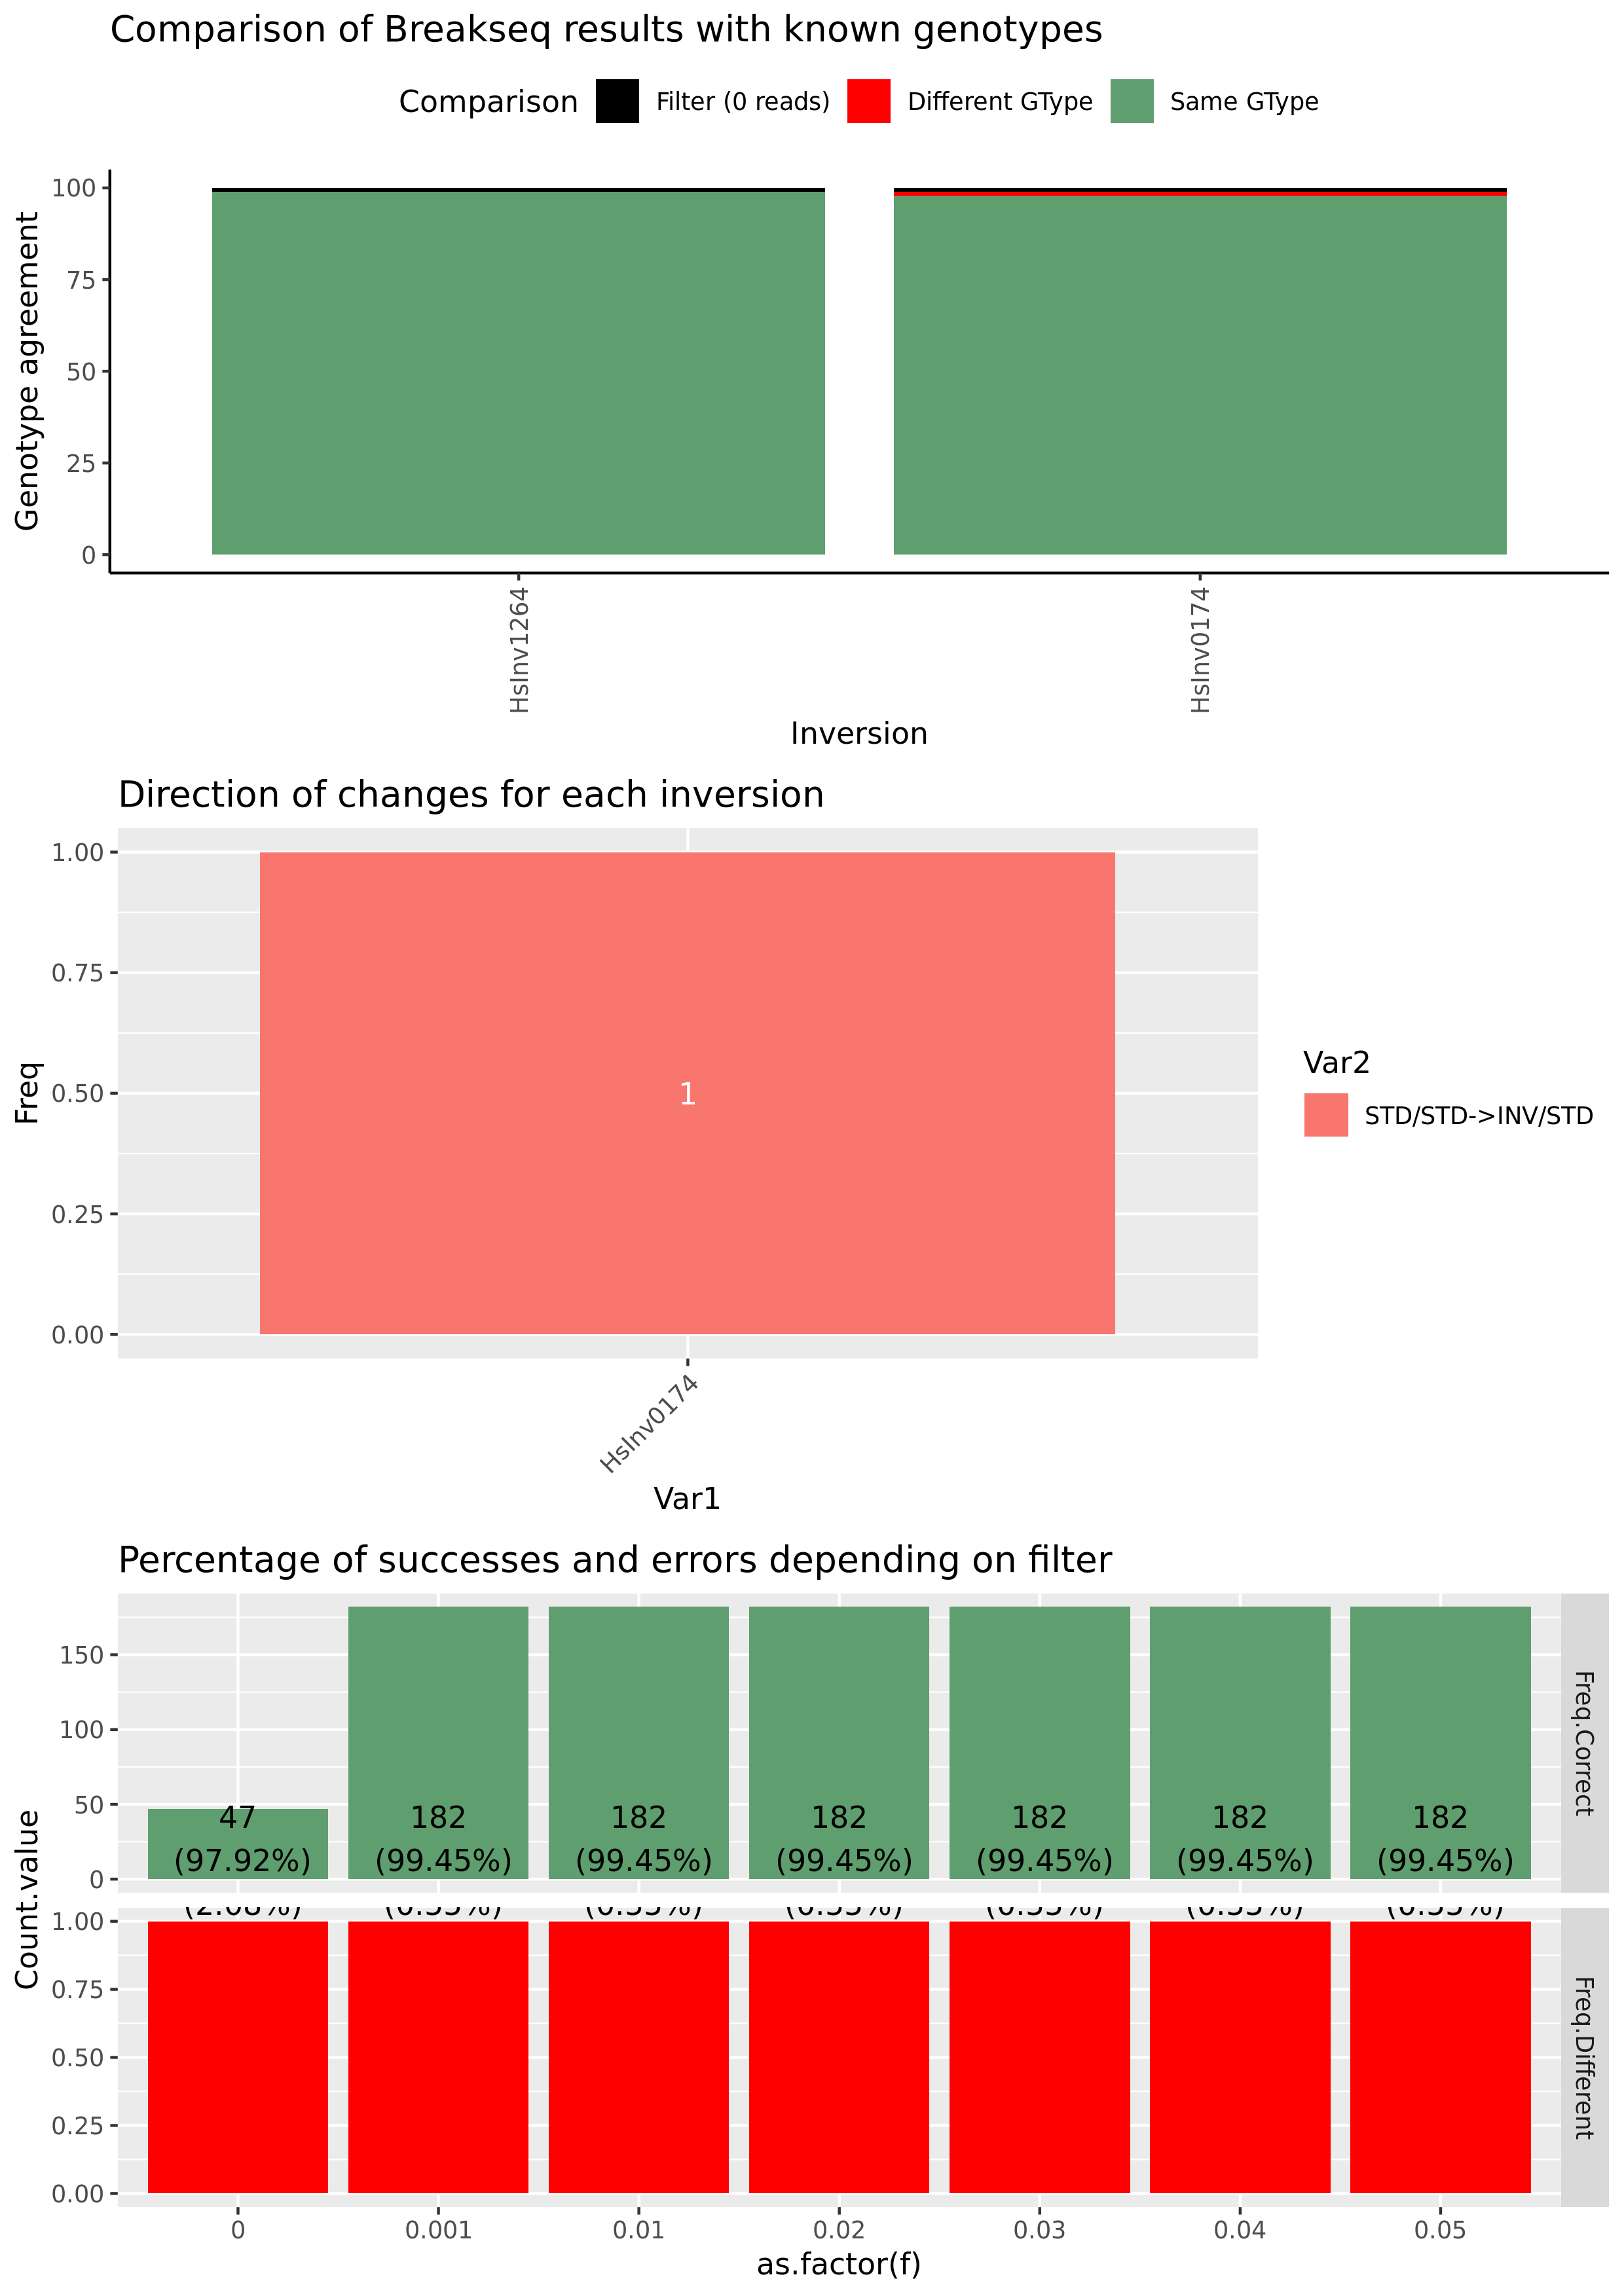 Comparison of Breakseq results with known genotypes
Comparison Filter (0 reads) Different GType Same GType
Genotype agreement
100
75
50
25
0
HsInv1264 HsInv0174
Inversion
Direction of changes for each inversion
Freq
1.00
0.75
0.50
0.25
0.00
1
Var2
STD/STD->INV/STD
HsInv0174
Var1
Percentage of successes and errors depending on filter
Count.value
150
100
50
0
47 182 182 182 182 182 182
(97.92%) (99.45%) (99.45%) (99.45%) (99.45%) (99.45%) (99.45%)
Freq.Correct
1.00
0.75
0.50
0.25
0.00
Freq.Different
0 0.001 0.01 0.02 0.03 0.04 0.05
as.factor(f)